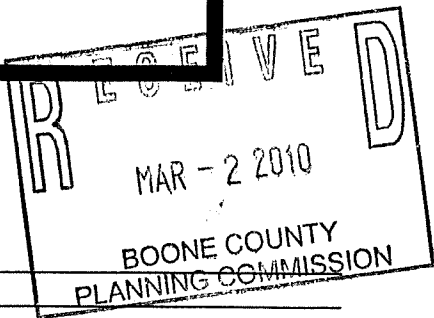 RECEIVED
MAR - 2 2010
BOONE COUNTY
PLANNING COMMISSION